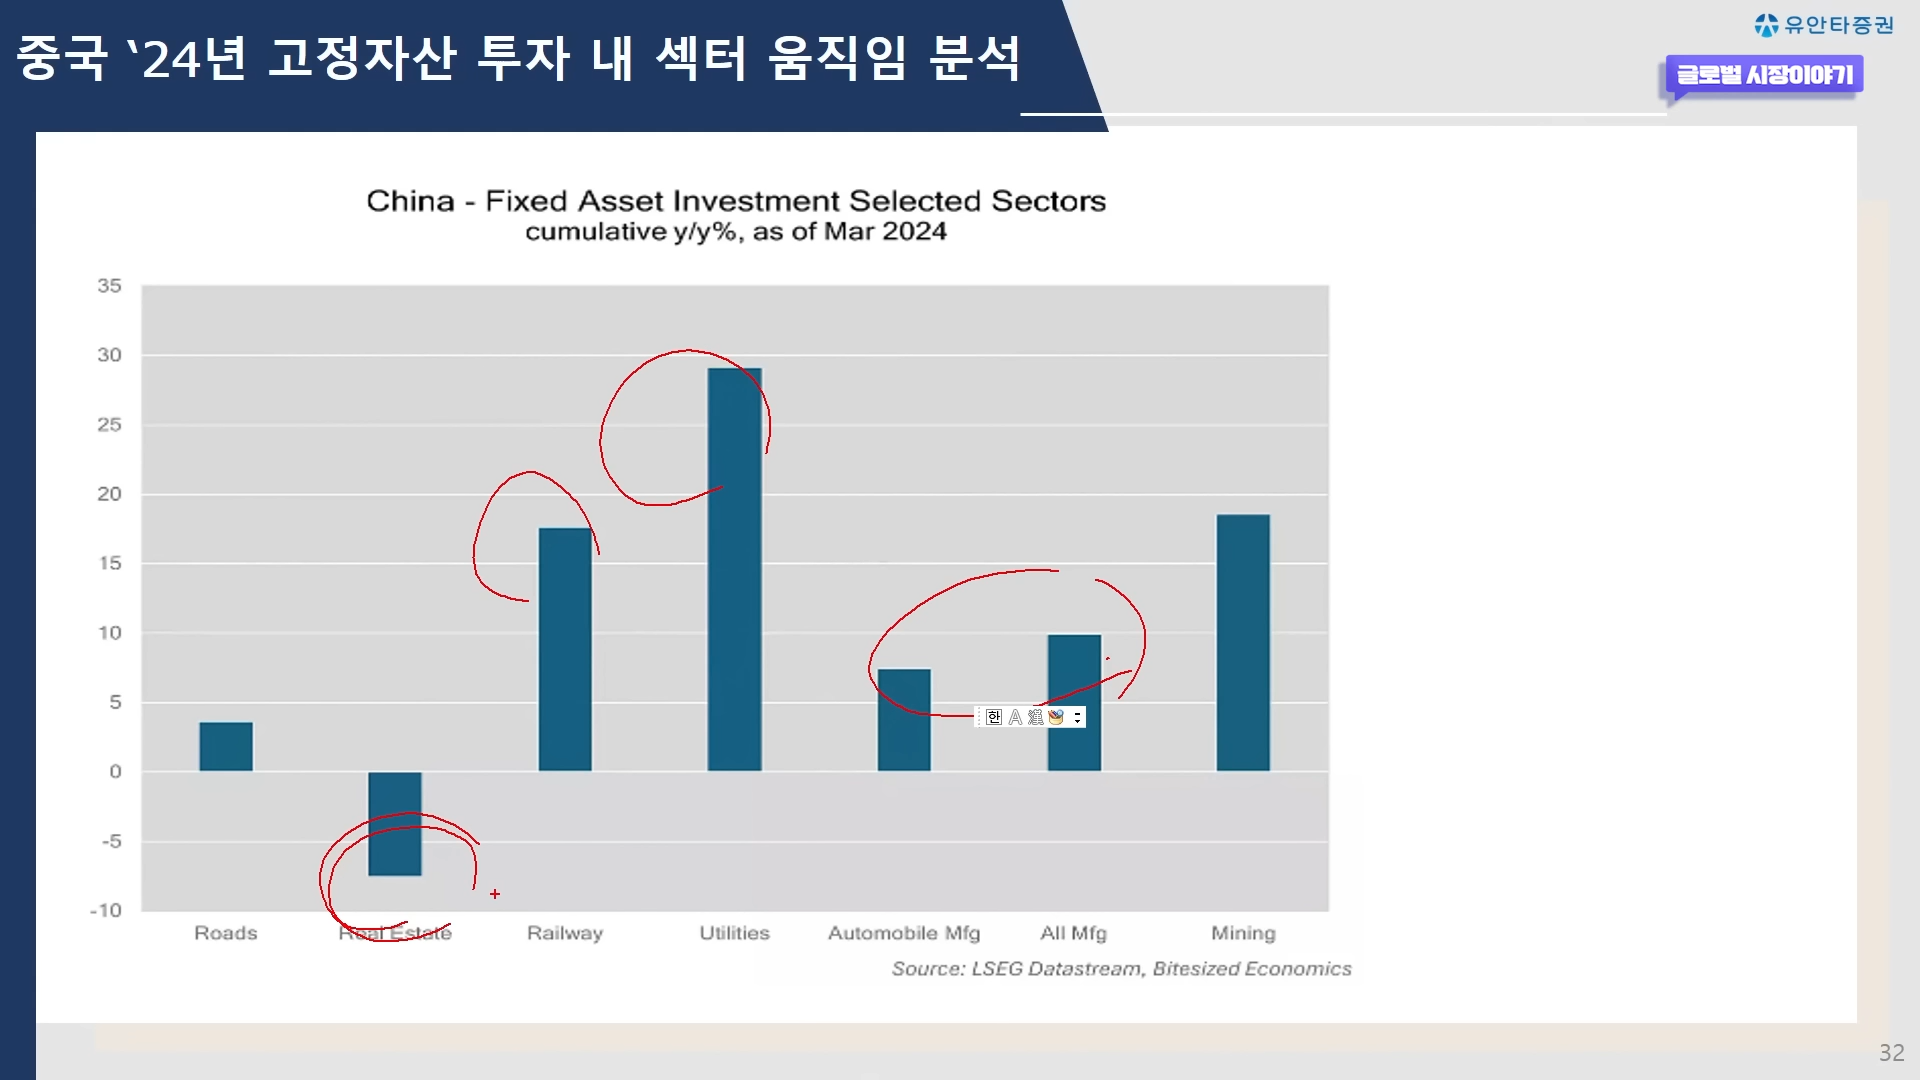 중국 ‘24년 고정자산 투자 내 섹터 움직임 분석
유안타증권
글로벌 시장이야기
China - Fixed Asset Investment Selected Sectors
cumulative y/y%, as of Mar 2024
35
30
25
20
15
10
5
0
-5
-10
Roads Real Estate Railway Utilities Automobile Mfg All Mfg Mining
한 A 漢
Source: LSEG Datastream, Bitesized Economics
32